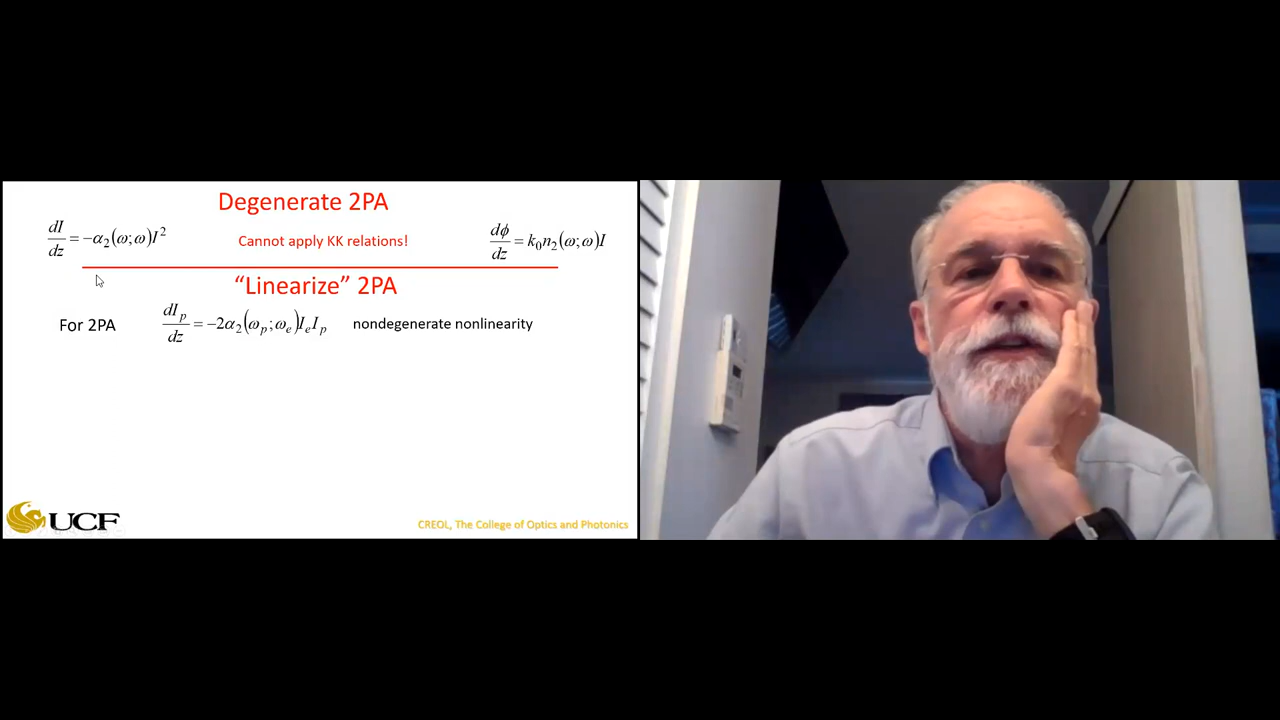 Degenerate 2PA
dI/dz = −α₂(ω;ω)I²
Cannot apply KK relations!
dϕ/dz = k₀n₂(ω;ω)I
“Linearize” 2PA
For 2PA
dIₚ/dz = −2α₂(ωₚ;ωₑ)IₑIₚ
nondegenerate nonlinearity
UCF
CREOL, The College of Optics and Photonics